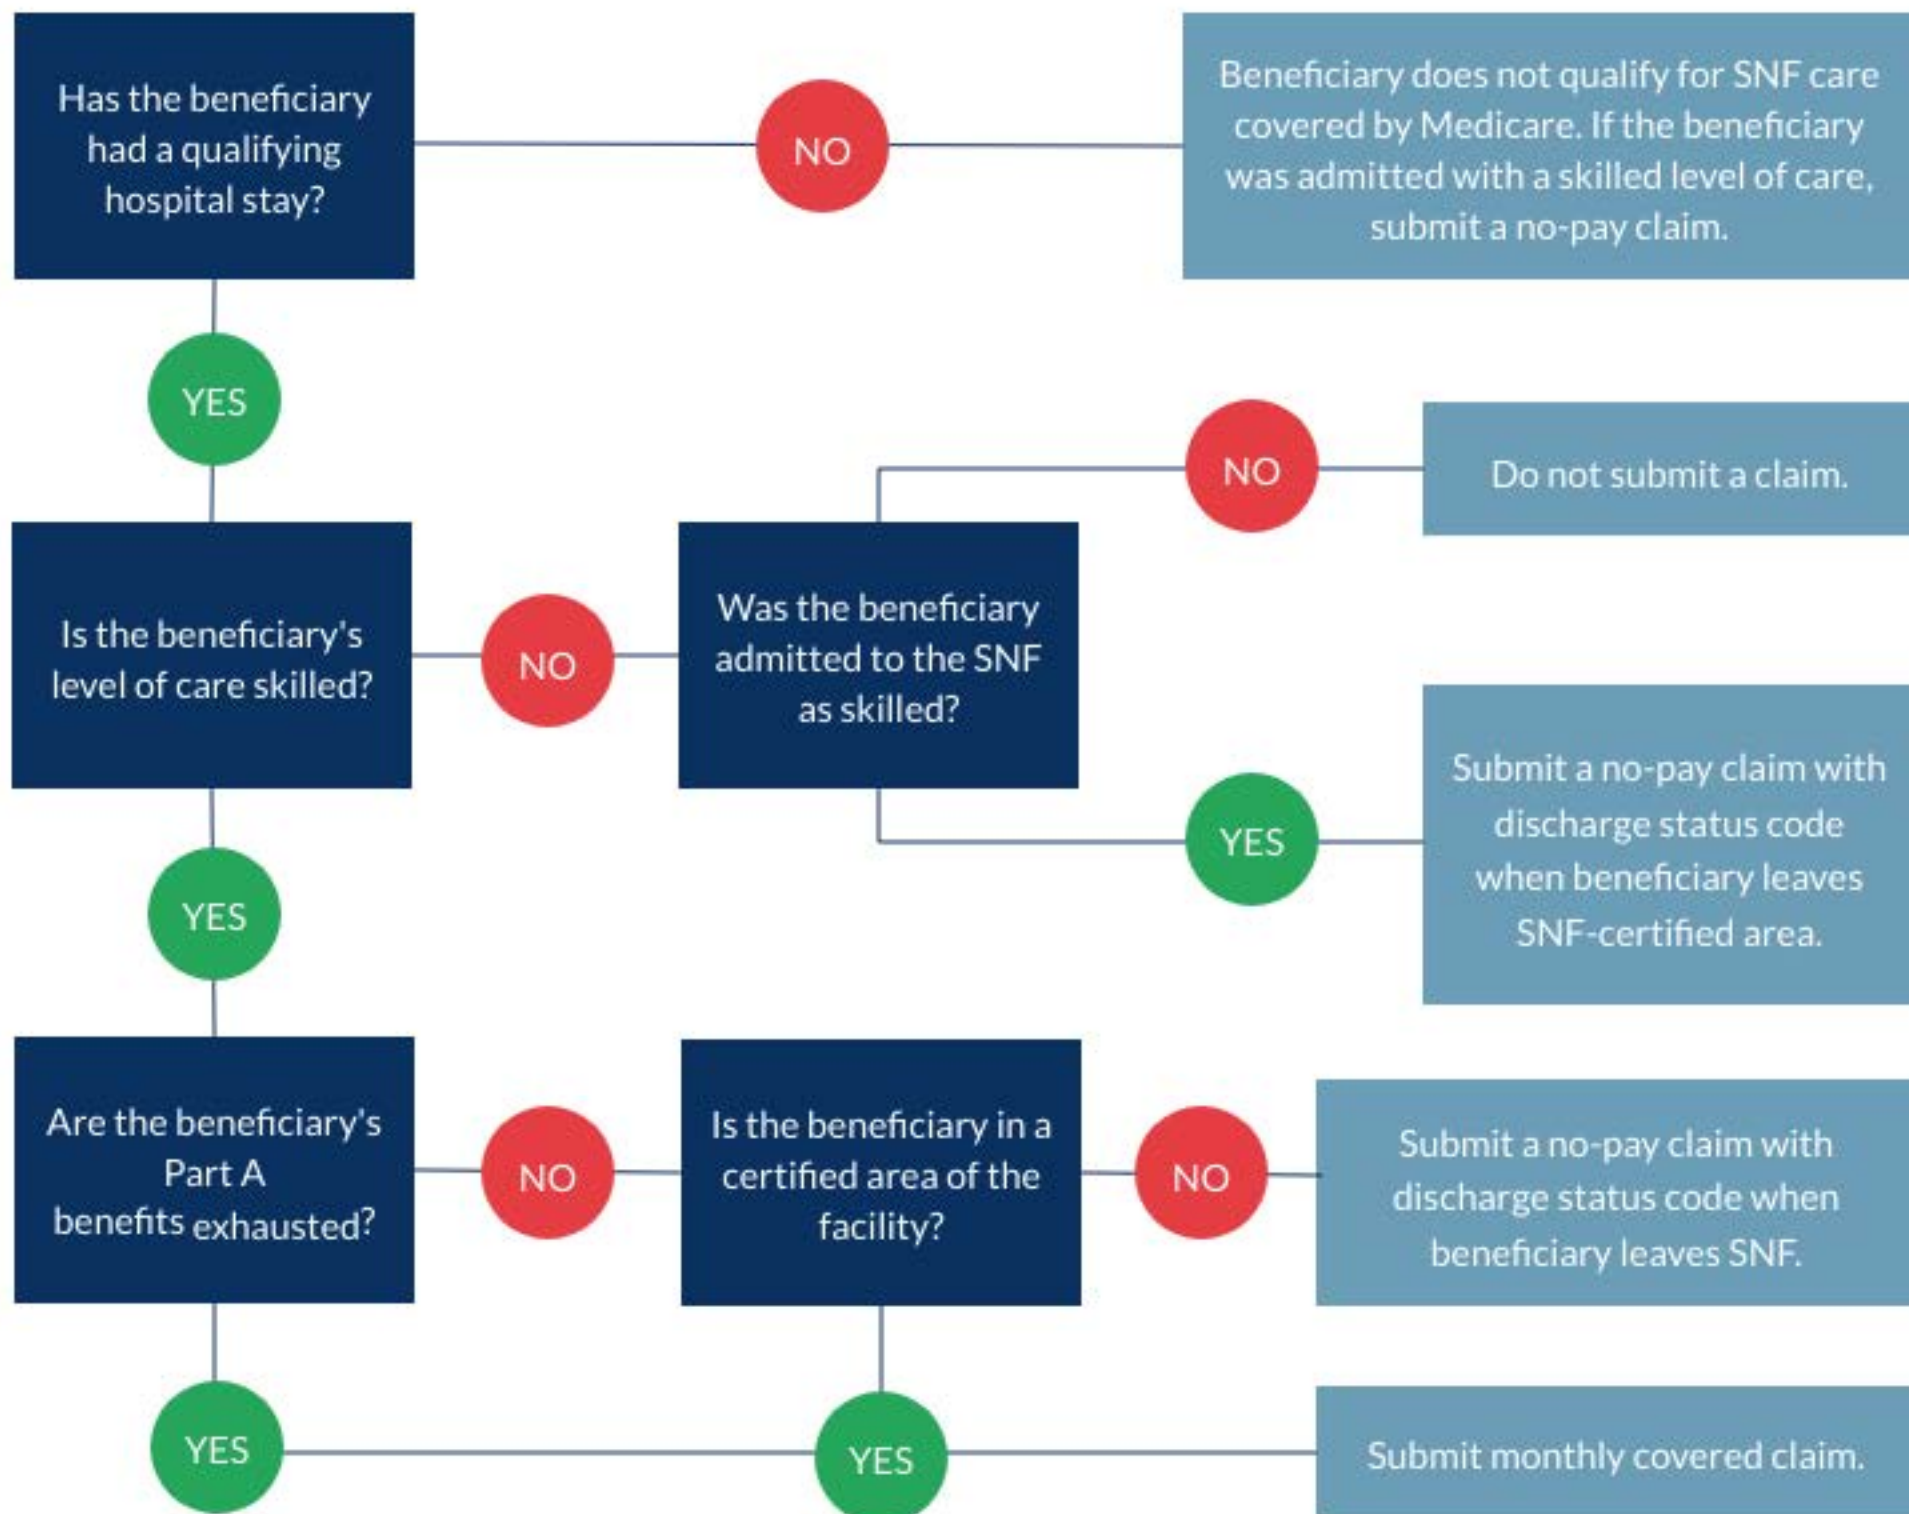 Has the beneficiary
had a qualifying
hospital stay?
NO
Beneficiary does not qualify for SNF care
covered by Medicare. If the beneficiary
was admitted with a skilled level of care,
submit a no-pay claim.
YES
Is the beneficiary's
level of care skilled?
NO
Was the beneficiary
admitted to the SNF
as skilled?
NO
Do not submit a claim.
YES
Submit a no-pay claim with
discharge status code
when beneficiary leaves
SNF-certified area.
YES
Are the beneficiary's
Part A
benefits exhausted?
NO
Is the beneficiary in a
certified area of the
facility?
NO
Submit a no-pay claim with
discharge status code when
beneficiary leaves SNF.
YES
YES
Submit monthly covered claim.